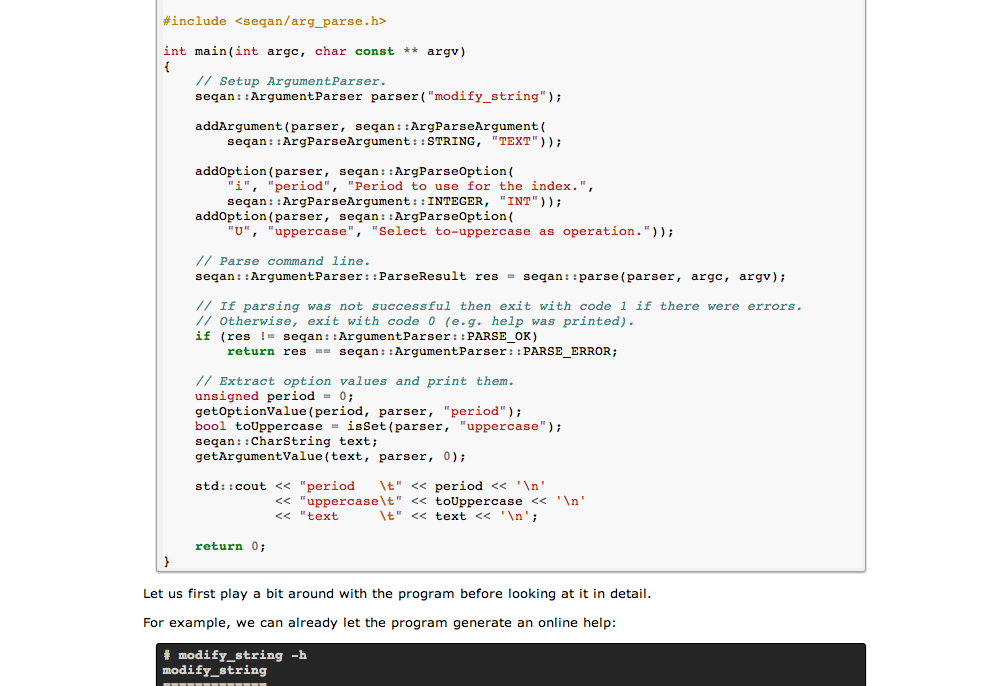 #include <seqan/arg_parse.h>
int main(int argc, char const ** argv)
{
// Setup ArgumentParser.
seqan::ArgumentParser parser("modify_string");
addArgument(parser, seqan::ArgParseArgument(
seqan::ArgParseArgument::STRING, "TEXT"));
addOption(parser, seqan::ArgParseOption(
"i", "period", "Period to use for the index.",
seqan::ArgParseArgument::INTEGER, "INT"));
addOption(parser, seqan::ArgParseOption(
"U", "uppercase", "Select to-uppercase as operation."));
// Parse command line.
seqan::ArgumentParser::ParseResult res = seqan::parse(parser, argc, argv);
// If parsing was not successful then exit with code 1 if there were errors.
// Otherwise, exit with code 0 (e.g. help was printed).
if (res != seqan::ArgumentParser::PARSE_OK)
return res == seqan::ArgumentParser::PARSE_ERROR;
// Extract option values and print them.
unsigned period = 0;
getOptionValue(period, parser, "period");
bool toUppercase = isSet(parser, "uppercase");
seqan::CharString text;
getArgumentValue(text, parser, 0);
std::cout << "period   \t" << period << '\n'
<< "uppercase\t" << toUppercase << '\n'
<< "text     \t" << text << '\n';
return 0;
}
Let us first play a bit around with the program before looking at it in detail.
For example, we can already let the program generate an online help:
# modify_string -h
modify_string
=============